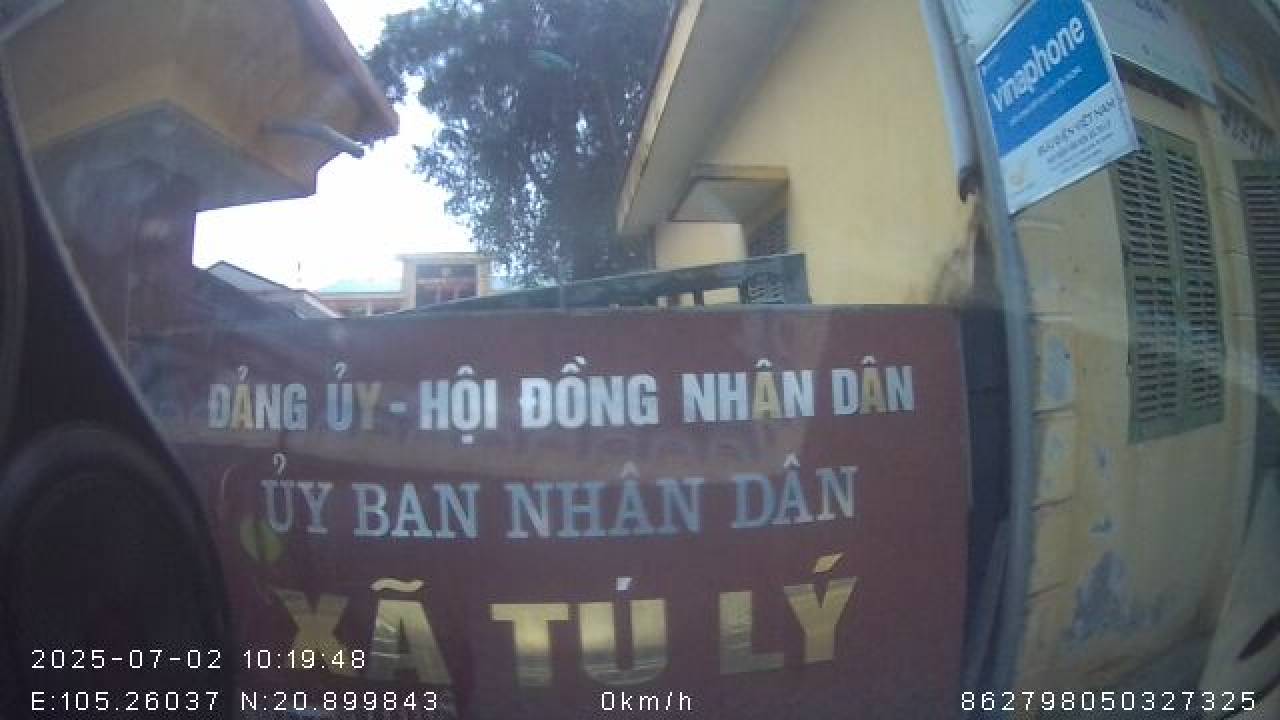 vinaphone
ĐẢNG ỦY - HỘI ĐỒNG NHÂN DÂN
ỦY BAN NHÂN DÂN
XÃ TÚ LÝ
2025-07-02 10:19:48
E:105.26037 N:20.899843 0km/h 862798050327325